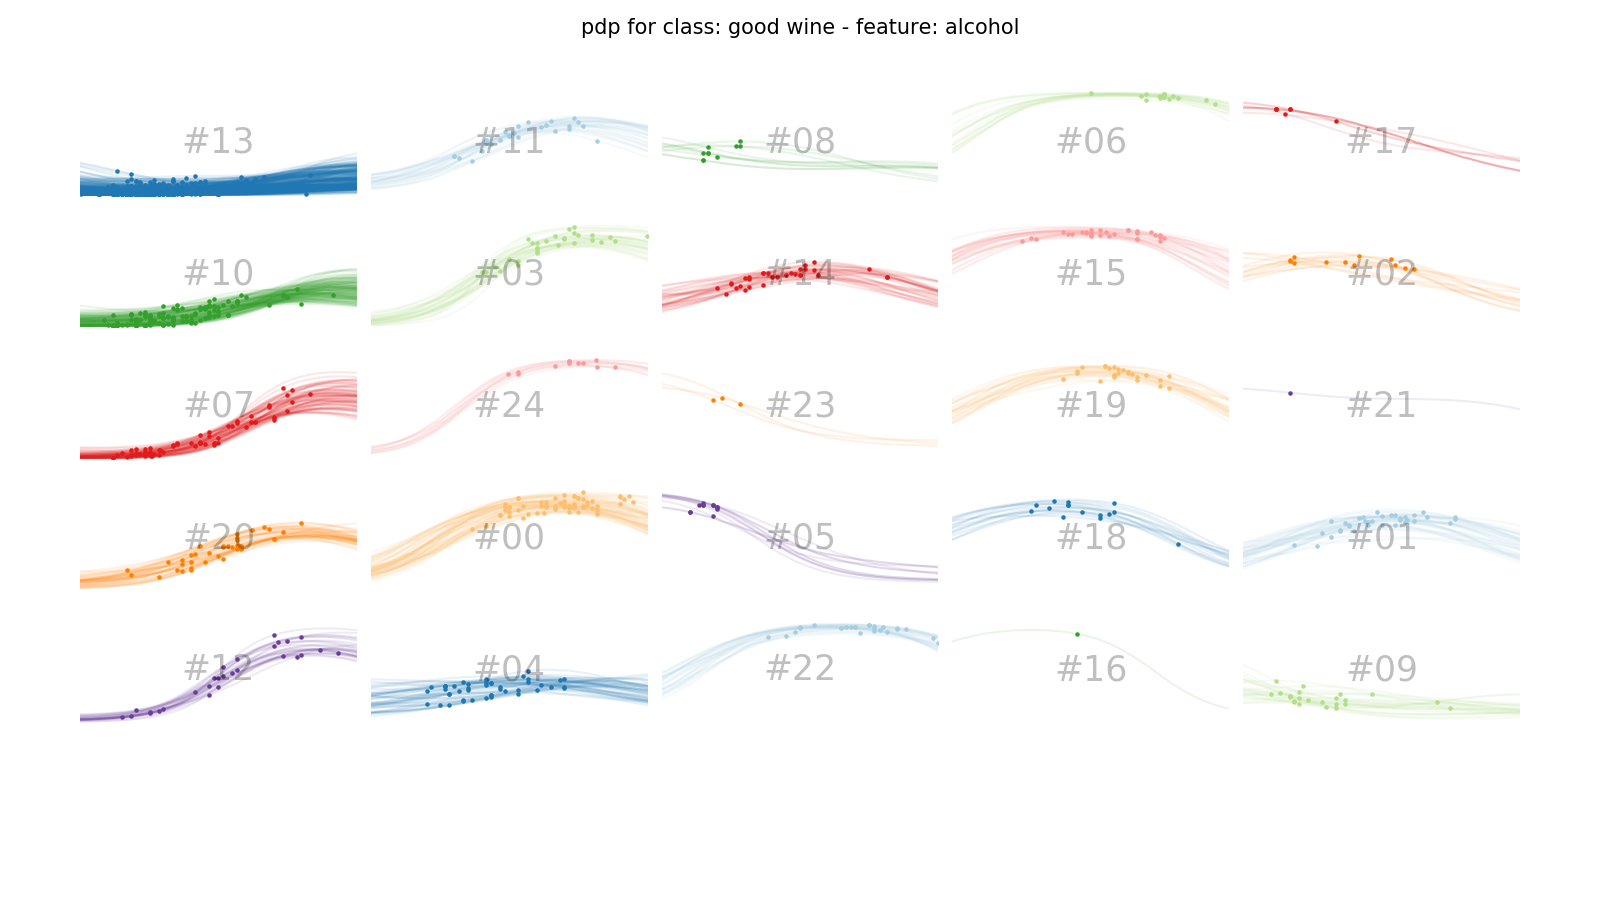 pdp for class: good wine - feature: alcohol
#13 #11 #08 #06 #17
#10 #03 #14 #15 #02
#07 #24 #23 #19 #21
#20 #00 #05 #18 #01
#12 #04 #22 #16 #09